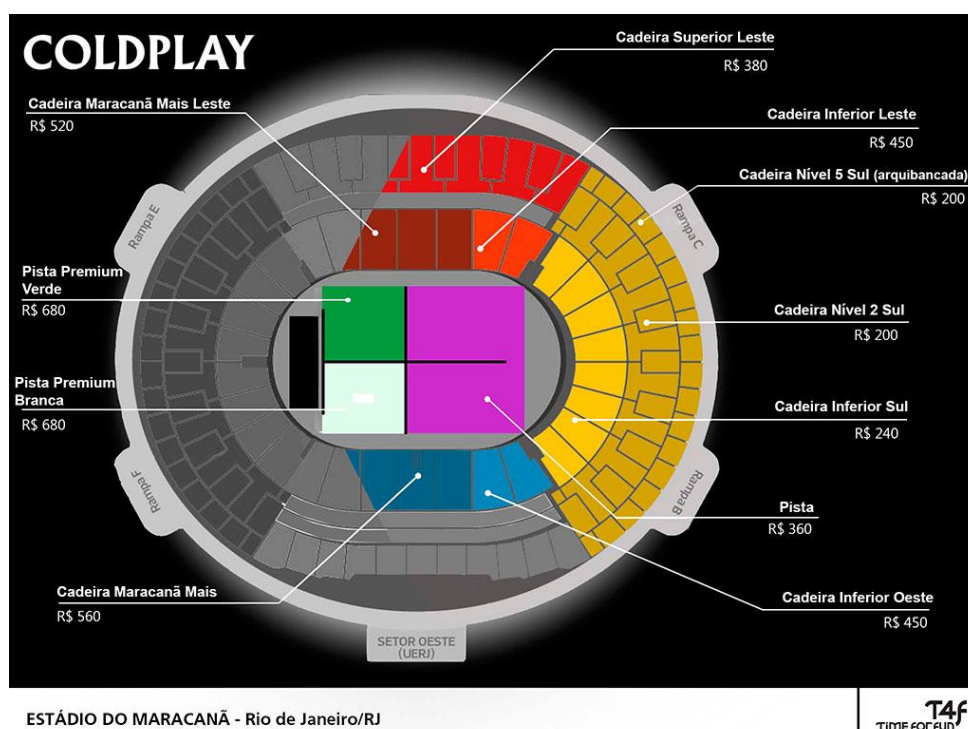 COLDPLAY
Cadeira Superior Leste
R$ 380
Cadeira Maracanã Mais Leste
R$ 520
Cadeira Inferior Leste
R$ 450
Cadeira Nível 5 Sul (arquibancada)
R$ 200
Rampa E
Rampa C
Pista Premium
Verde
R$ 680
Cadeira Nível 2 Sul
R$ 200
Pista Premium
Branca
R$ 680
Cadeira Inferior Sul
R$ 240
Rampa F
Rampa B
Pista
R$ 360
Cadeira Maracanã Mais
R$ 560
Cadeira Inferior Oeste
R$ 450
SETOR OESTE
(UERJ)
ESTÁDIO DO MARACANÃ - Rio de Janeiro/RJ
T4f
TIME FOR FUN